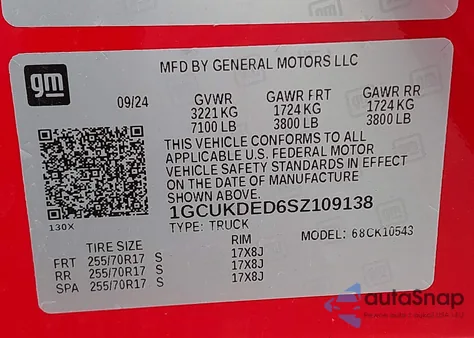 gm
MFD BY GENERAL MOTORS LLC
09/24 GVWR GAWR FRT GAWR RR
3221 KG 1724 KG 1724 KG
7100 LB 3800 LB 3800 LB
THIS VEHICLE CONFORMS TO ALL
APPLICABLE U.S. FEDERAL MOTOR
VEHICLE SAFETY STANDARDS IN EFFECT
ON THE DATE OF MANUFACTURE
SHOWN ABOVE.
1GCUKDED6SZ109138
130X TYPE: TRUCK
MODEL: 68CK10543
TIRE SIZE RIM
FRT 255/70R17 S 17X8J
RR 255/70R17 S 17X8J
SPA 255/70R17 S 17X8J
autoSnap